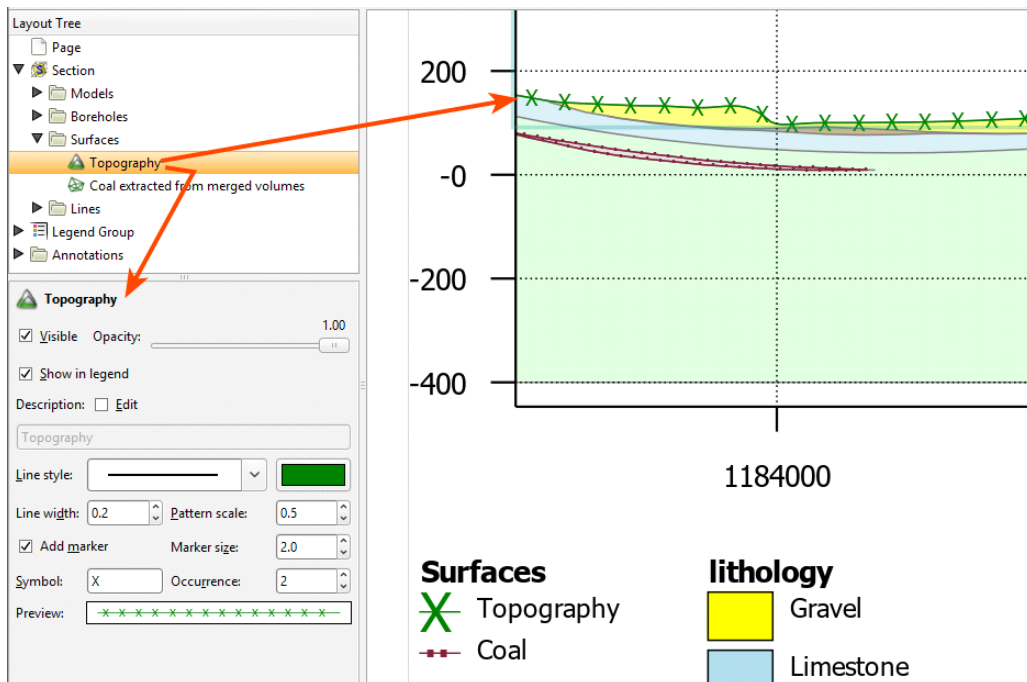 Layout Tree
Page
Section
Models
Boreholes
Surfaces
Topography
Coal extracted from merged volumes
Lines
Legend Group
Annotations
Topography
Visible Opacity: 1.00
Show in legend
Description: Edit
Topography
Line style:
Line width: 0.2 Pattern scale: 0.5
Add marker Marker size: 2.0
Symbol: X Occurrence: 2
Preview:
200
-0
-200
-400
1184000
Surfaces
Topography
Coal
lithology
Gravel
Limestone